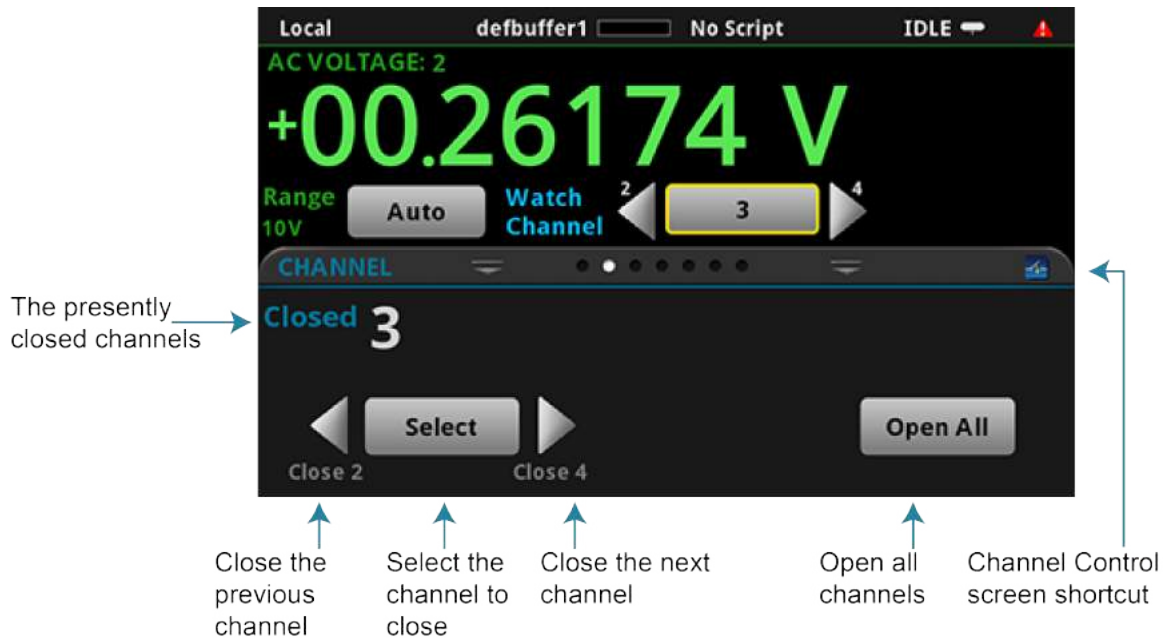 Local defbuffer1 No Script IDLE
AC VOLTAGE: 2
+00.26174 V
Range
10V
Auto
Watch
Channel
2
3
4
CHANNEL
The presently
closed channels
Closed 3
Select
Open All
Close 2
Close 4
Close the
previous
channel
Select the
channel to
close
Close the next
channel
Open all
channels
Channel Control
screen shortcut